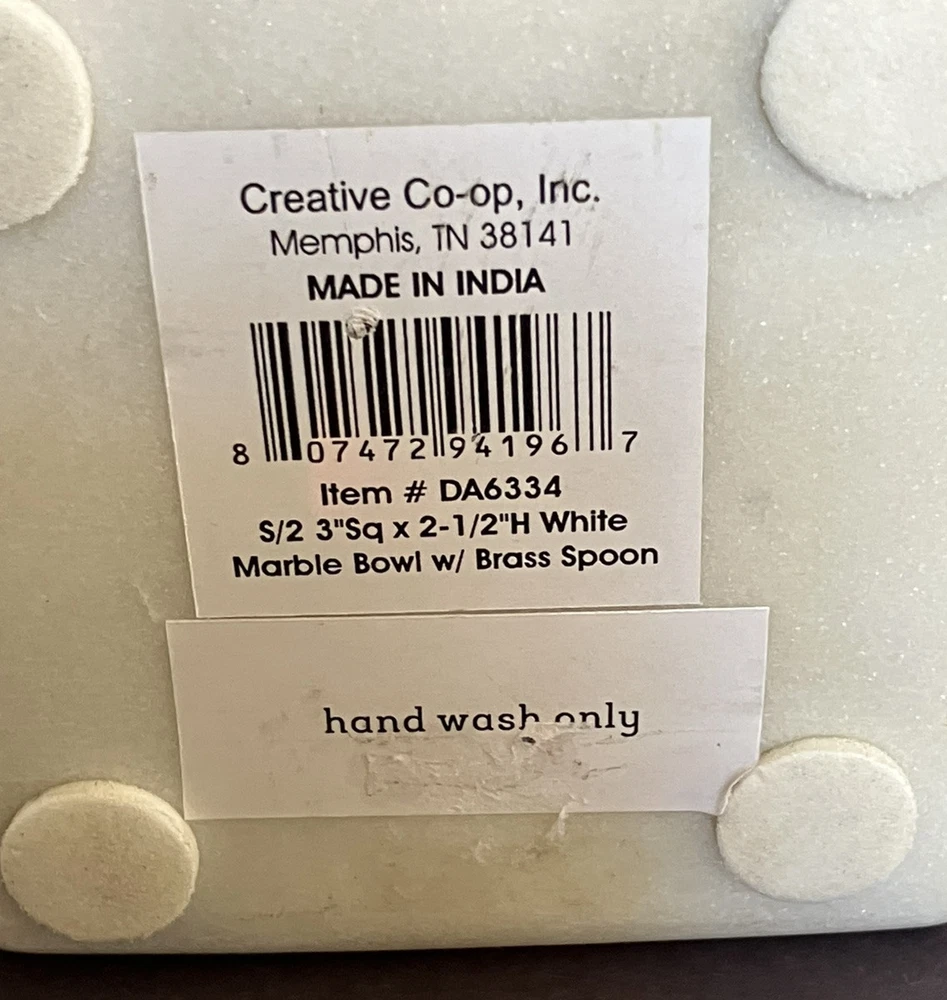 Creative Co-op, Inc.
Memphis, TN 38141
MADE IN INDIA
8 07472 94196 7
Item # DA6334
S/2 3"Sq x 2-1/2"H White
Marble Bowl w/ Brass Spoon
hand wash only